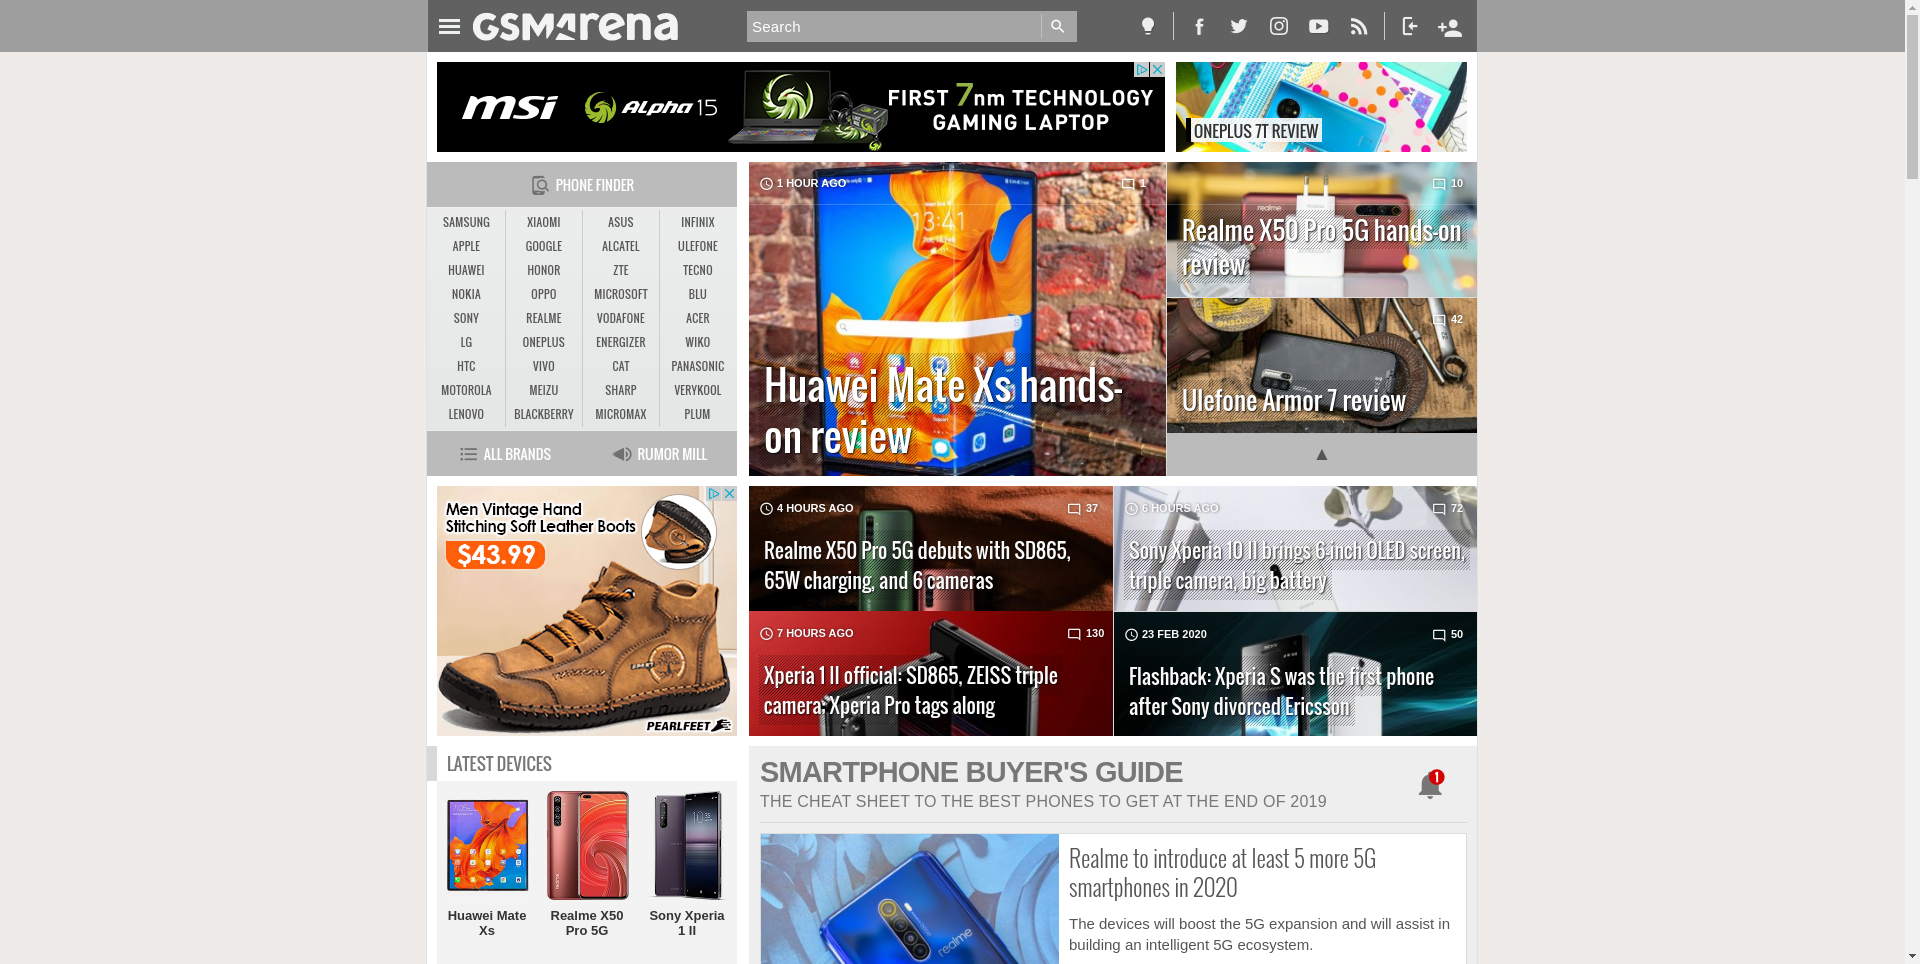 GSMArena
Search
msi
Alpha 15
FIRST 7nm TECHNOLOGY
GAMING LAPTOP
ONEPLUS 7T REVIEW
PHONE FINDER
SAMSUNG XIAOMI ASUS INFINIX
APPLE GOOGLE ALCATEL ULEFONE
HUAWEI HONOR ZTE TECNO
NOKIA OPPO MICROSOFT BLU
SONY REALME VODAFONE ACER
LG ONEPLUS ENERGIZER WIKO
HTC VIVO CAT PANASONIC
MOTOROLA MEIZU SHARP VERYKOOL
LENOVO BLACKBERRY MICROMAX PLUM
ALL BRANDS RUMOR MILL
1 HOUR AGO 1
13:41
Huawei Mate Xs hands-
on review
10
Realme X50 Pro 5G hands-on
review
42
Ulefone Armor 7 review
▲
Men Vintage Hand
Stitching Soft Leather Boots
$43.99
PEARLFEET
4 HOURS AGO 37
Realme X50 Pro 5G debuts with SD865,
65W charging, and 6 cameras
6 HOURS AGO 72
Sony Xperia 10 II brings 6-inch OLED screen,
triple camera, big battery
7 HOURS AGO 130
Xperia 1 II official: SD865, ZEISS triple
camera, Xperia Pro tags along
23 FEB 2020 50
Flashback: Xperia S was the first phone
after Sony divorced Ericsson
LATEST DEVICES
Huawei Mate
Xs
Realme X50
Pro 5G
Sony Xperia
1 II
SMARTPHONE BUYER'S GUIDE
THE CHEAT SHEET TO THE BEST PHONES TO GET AT THE END OF 2019
1
realme
Realme to introduce at least 5 more 5G
smartphones in 2020
The devices will boost the 5G expansion and will assist in
building an intelligent 5G ecosystem.